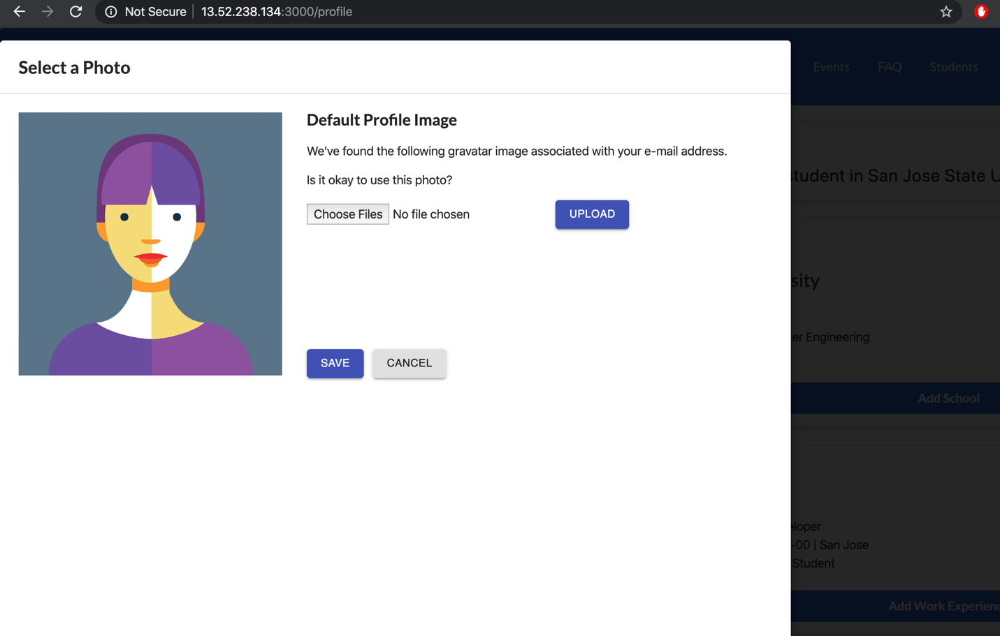 Not Secure 13.52.238.134:3000/profile
Select a Photo
Events FAQ Students
Default Profile Image
We've found the following gravatar image associated with your e-mail address.
Is it okay to use this photo?
Choose Files No file chosen
UPLOAD
SAVE CANCEL
student in San Jose State U
sity
er Engineering
Add School
eloper
-00 | San Jose
Student
Add Work Experienc